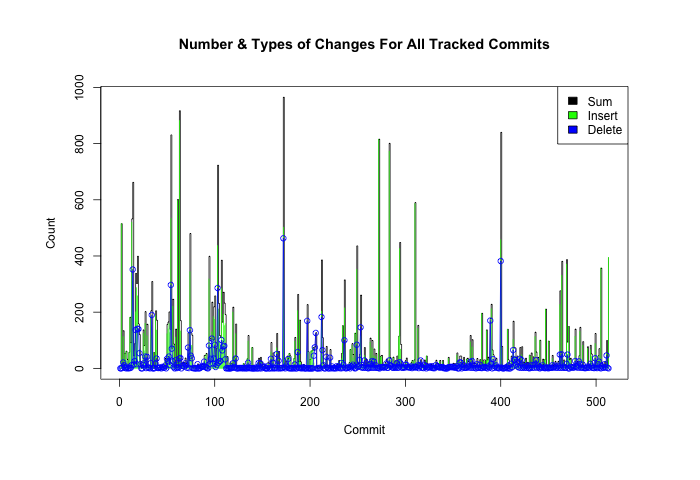 Number & Types of Changes For All Tracked Commits
1000
800
600
400
200
0
Count
Sum
Insert
Delete
0 100 200 300 400 500
Commit